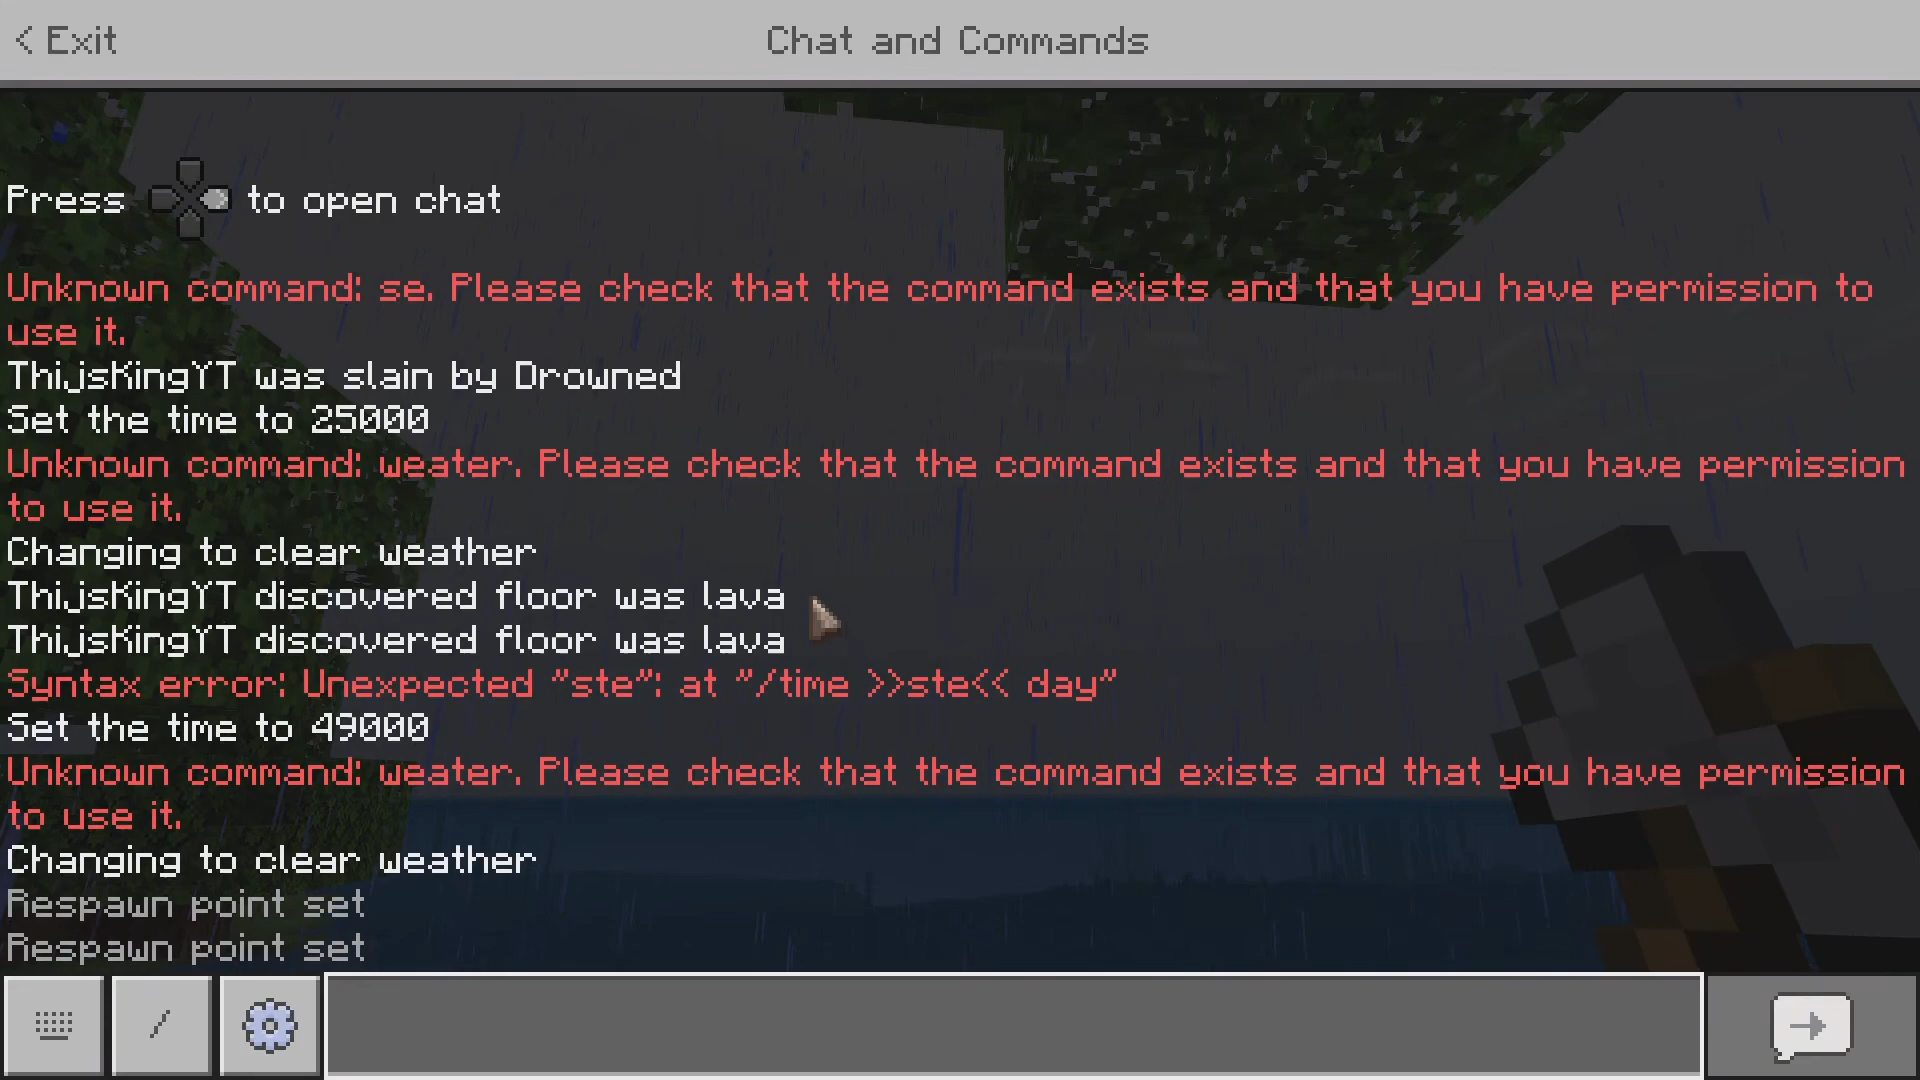 < Exit
Chat and Commands
Press to open chat
Unknown command: se. Please check that the command exists and that you have permission to
use it.
ThijsKingYT was slain by Drowned
Set the time to 25000
Unknown command: weater. Please check that the command exists and that you have permission
to use it.
Changing to clear weather
ThijsKingYT discovered floor was lava
ThijsKingYT discovered floor was lava
Syntax error: Unexpected "ste": at "/time >>ste<< day"
Set the time to 49000
Unknown command: weater. Please check that the command exists and that you have permission
to use it.
Changing to clear weather
Respawn point set
Respawn point set
/